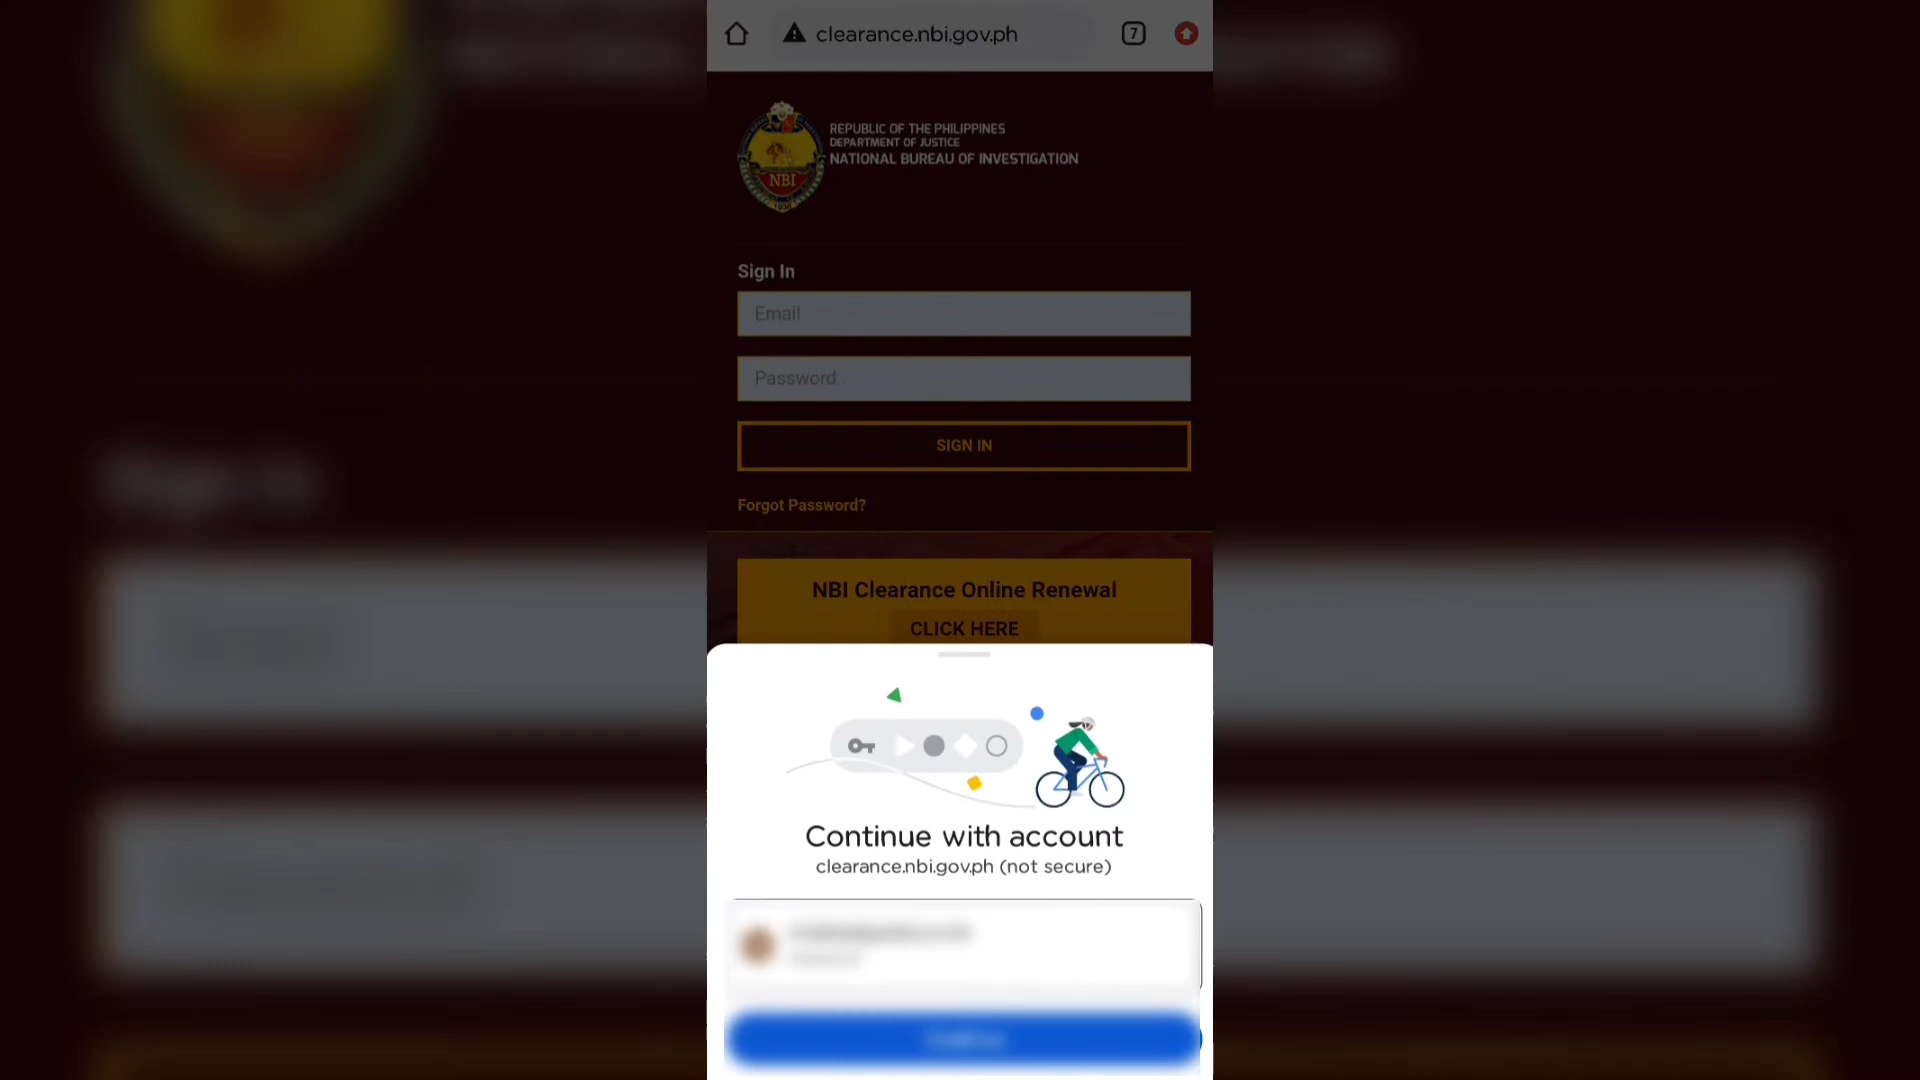 clearance.nbi.gov.ph
7
REPUBLIC OF THE PHILIPPINES
DEPARTMENT OF JUSTICE
NATIONAL BUREAU OF INVESTIGATION
NBI
Sign In
Email
Password
SIGN IN
Forgot Password?
NBI Clearance Online Renewal
CLICK HERE
Continue with account
clearance.nbi.gov.ph (not secure)